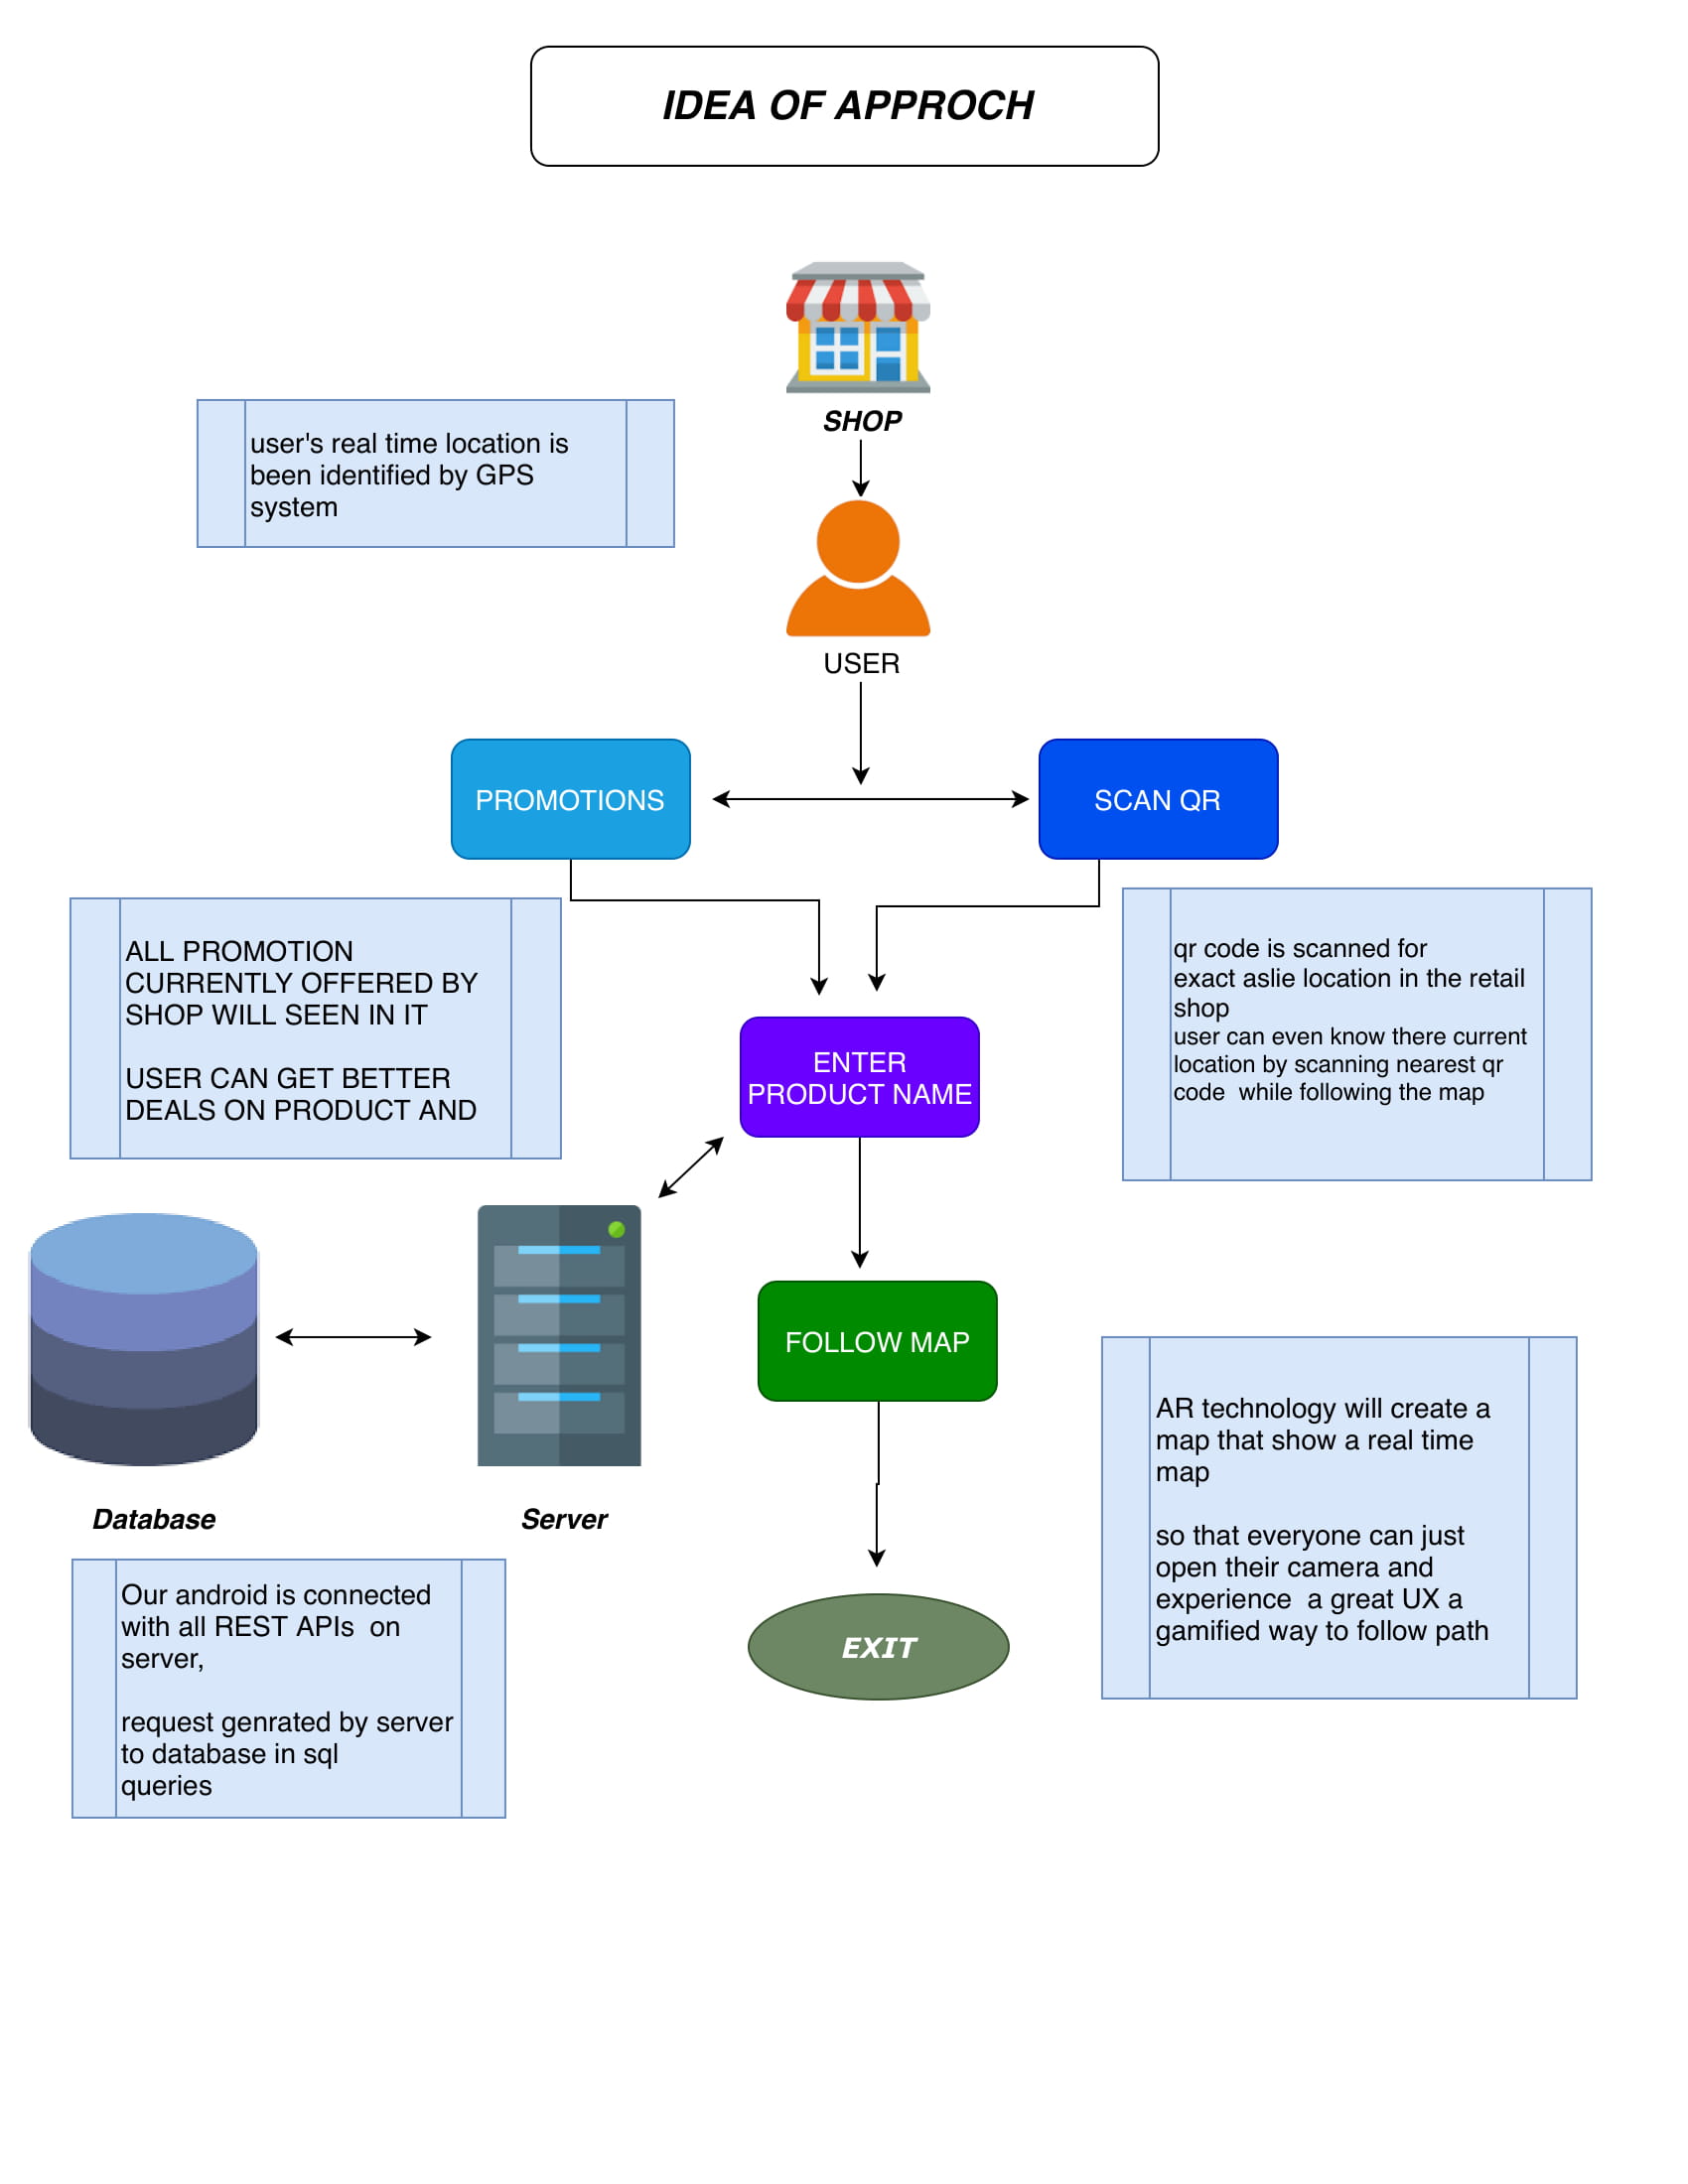 IDEA OF APPROCH
SHOP
user's real time location is
been identified by GPS
system
USER
PROMOTIONS
SCAN QR
ALL PROMOTION
CURRENTLY OFFERED BY
SHOP WILL SEEN IN IT
USER CAN GET BETTER
DEALS ON PRODUCT AND
qr code is scanned for
exact aslie location in the retail
shop
user can even know there current
location by scanning nearest qr
code  while following the map
ENTER
PRODUCT NAME
FOLLOW MAP
Database
Server
AR technology will create a
map that show a real time
map
so that everyone can just
open their camera and
experience  a great UX a
gamified way to follow path
Our android is connected
with all REST APIs  on
server,
request genrated by server
to database in sql
queries
EXIT